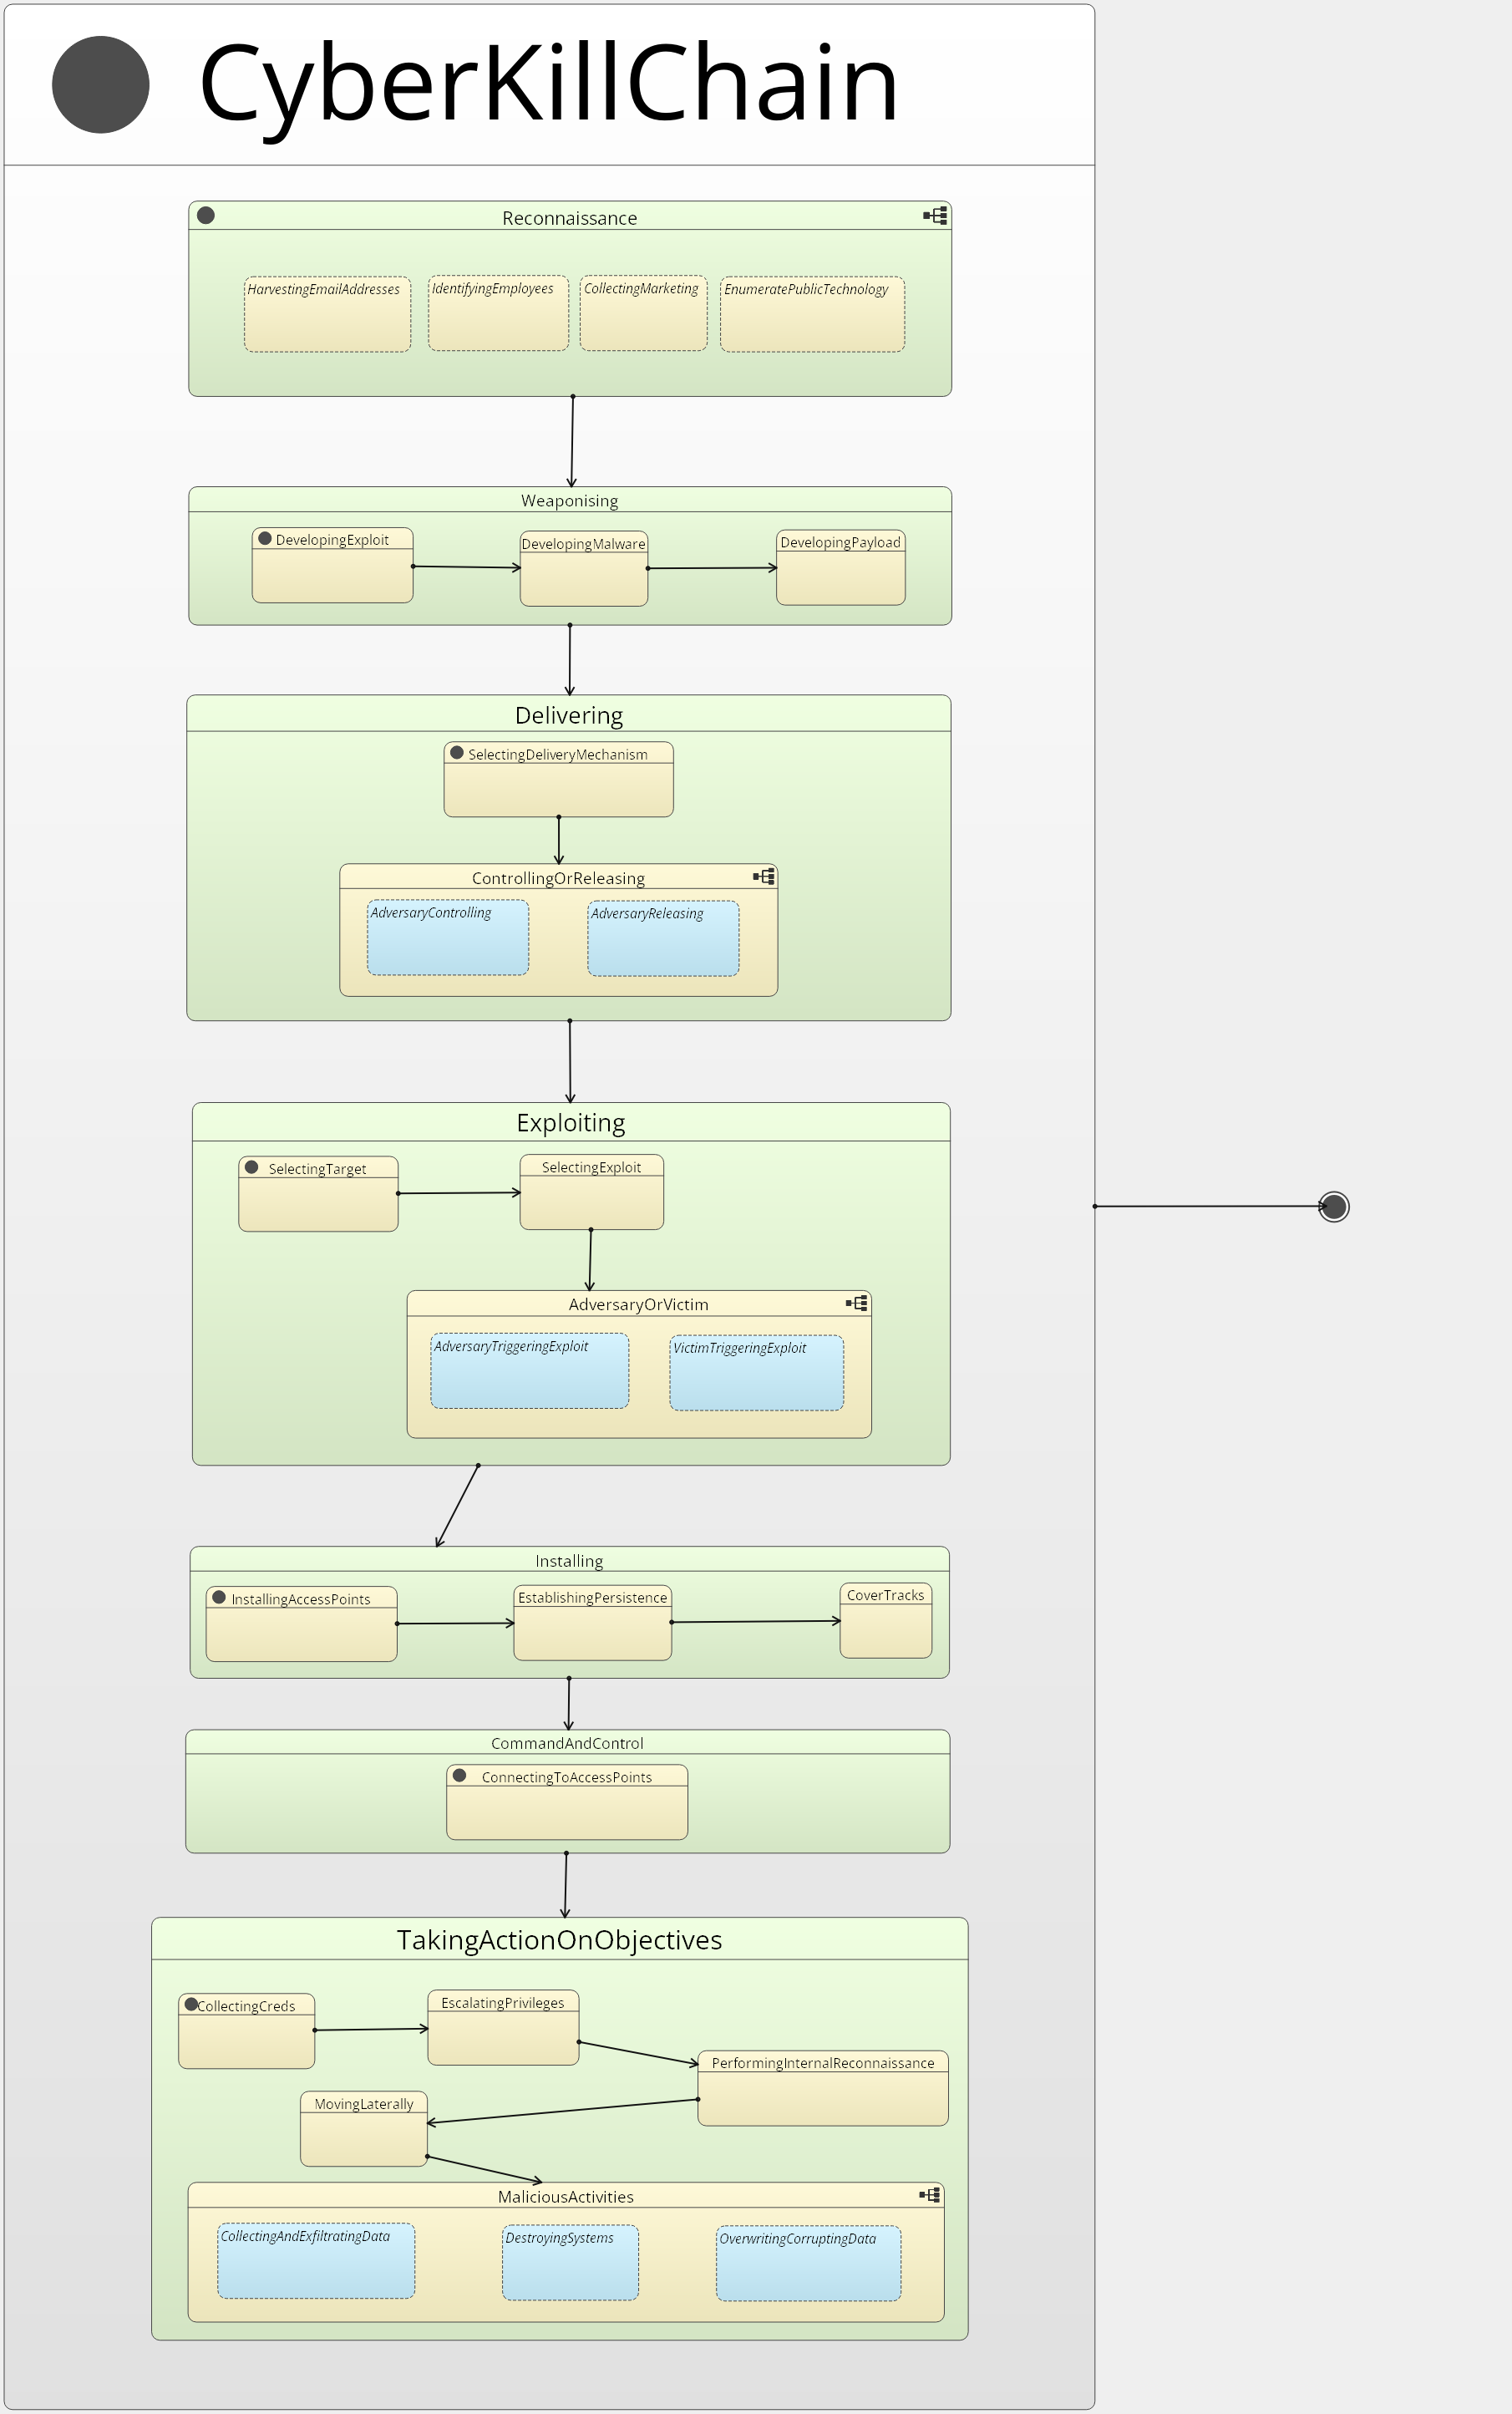 CyberKillChain
Reconnaissance
HarvestingEmailAddresses
IdentifyingEmployees
CollectingMarketing
EnumeratePublicTechnology
Weaponising
DevelopingExploit
DevelopingMalware
DevelopingPayload
Delivering
SelectingDeliveryMechanism
ControllingOrReleasing
AdversaryControlling
AdversaryReleasing
Exploiting
SelectingTarget
SelectingExploit
AdversaryOrVictim
AdversaryTriggeringExploit
VictimTriggeringExploit
Installing
InstallingAccessPoints
EstablishingPersistence
CoverTracks
CommandAndControl
ConnectingToAccessPoints
TakingActionOnObjectives
CollectingCreds
EscalatingPrivileges
PerformingInternalReconnaissance
MovingLaterally
MaliciousActivities
CollectingAndExfiltratingData
DestroyingSystems
OverwritingCorruptingData